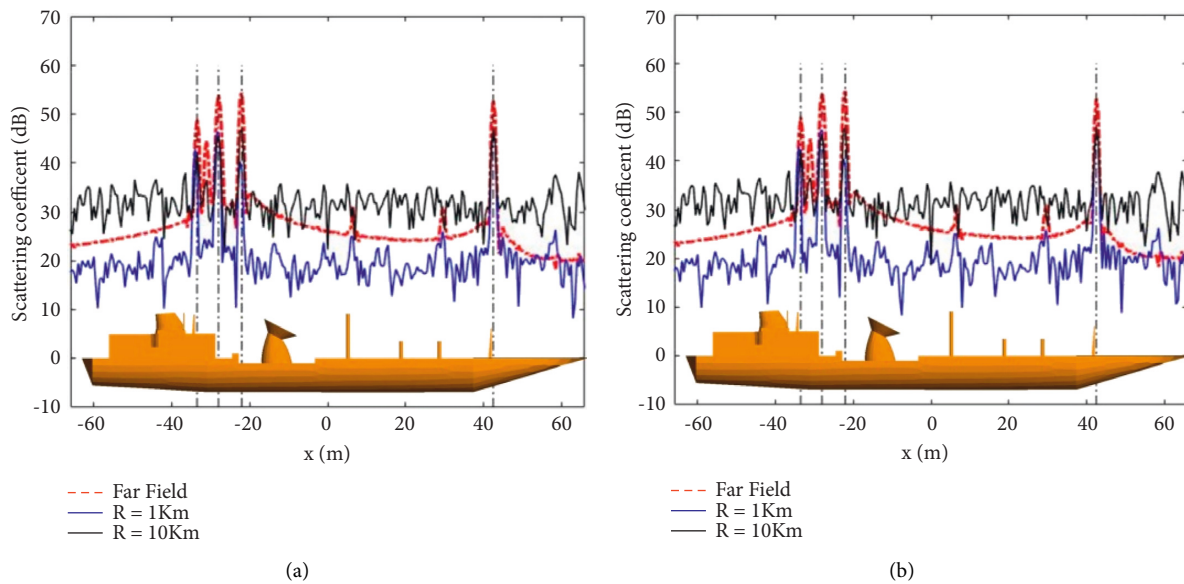 70
60
50
40
30
20
10
0
-10
Scattering coefficient (dB)
-60 -40 -20 0 20 40 60
x (m)
Far Field
R = 1Km
R = 10Km
(a)
70
60
50
40
30
20
10
0
-10
Scattering coefficient (dB)
-60 -40 -20 0 20 40 60
x (m)
Far Field
R = 1Km
R = 10Km
(b)